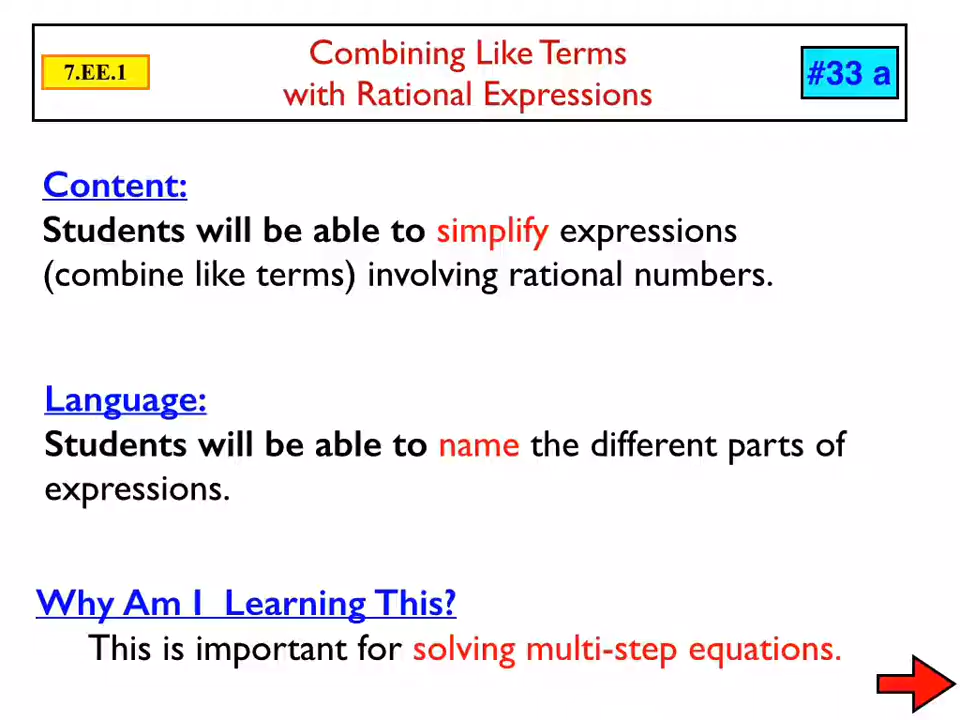 7.EE.1
Combining Like Terms
with Rational Expressions
#33 a
Content:
Students will be able to simplify expressions
(combine like terms) involving rational numbers.
Language:
Students will be able to name the different parts of
expressions.
Why Am I Learning This?
This is important for solving multi-step equations.